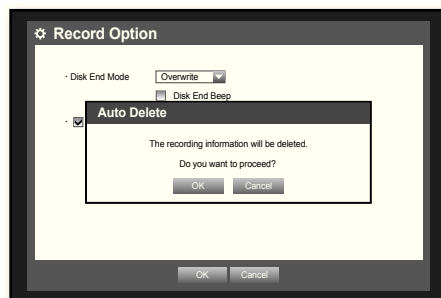 Record Option
· Disk End Mode Overwrite
Disk End Beep
·
Auto Delete
The recording information will be deleted.
Do you want to proceed?
OK Cancel
OK Cancel